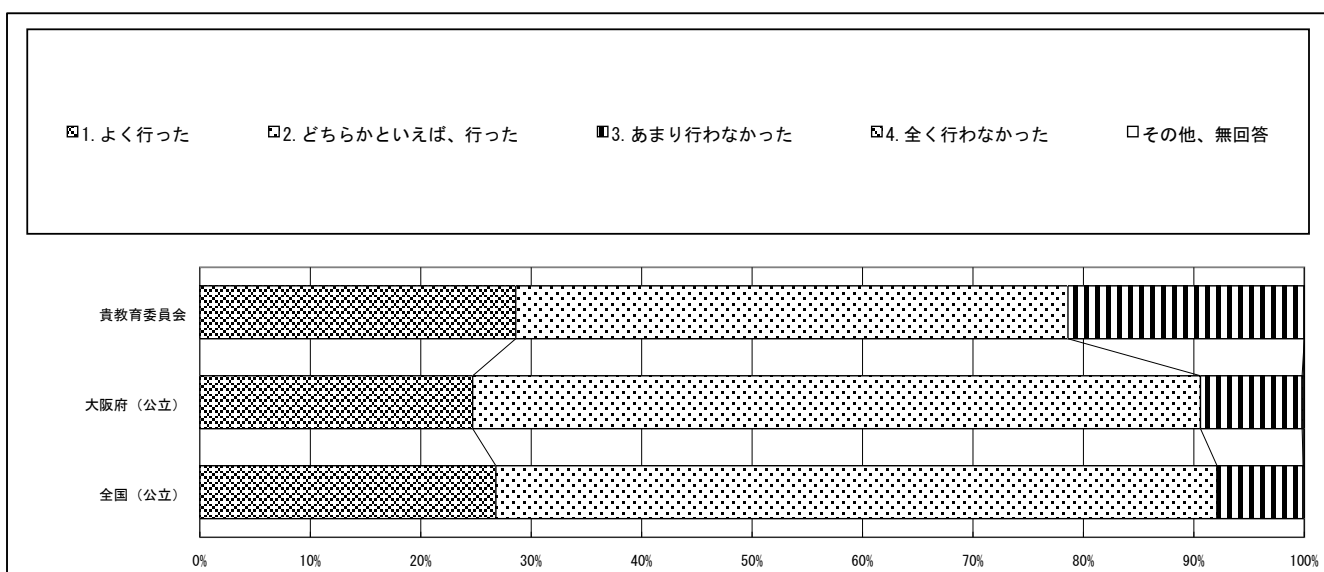 1. よく行った 2. どちらかといえば、行った 3. あまり行わなかった 4. 全く行わなかった その他、無回答
貴教育委員会
大阪府（公立）
全国（公立）
0% 10% 20% 30% 40% 50% 60% 70% 80% 90% 100%